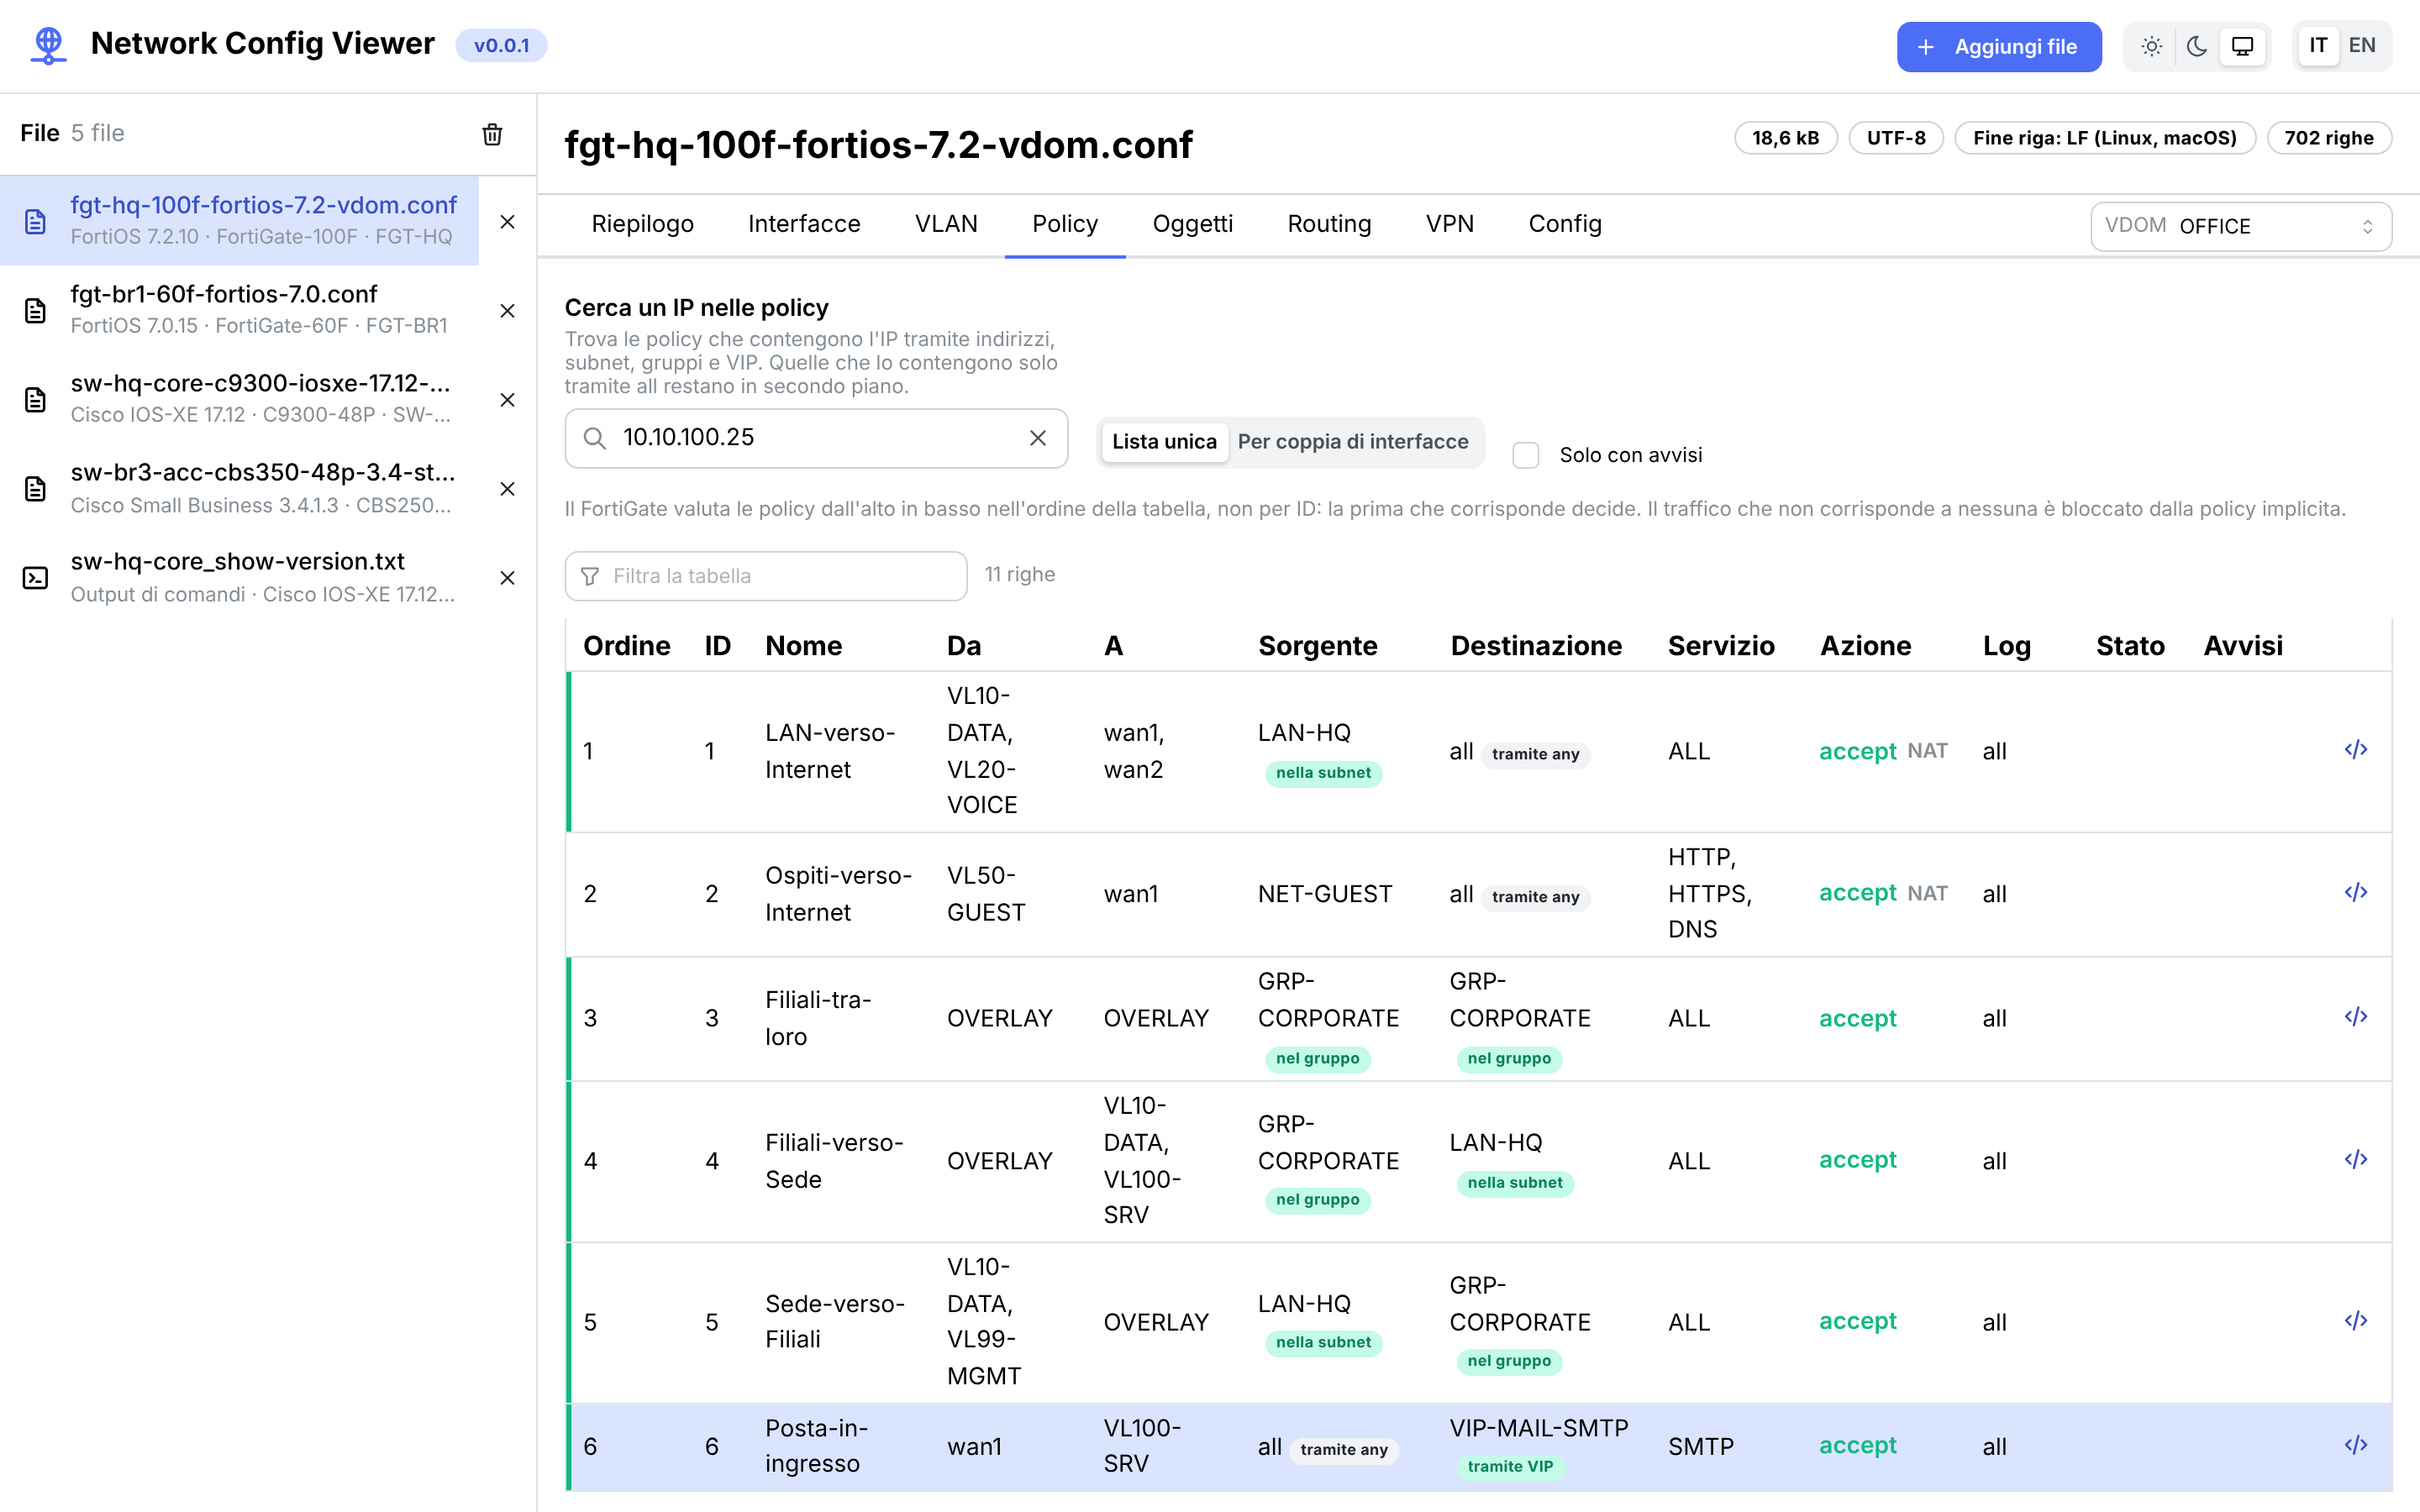 Network Config Viewer v0.0.1
+ Aggiungi file
IT EN
File 5 file
fgt-hq-100f-fortios-7.2-vdom.conf
FortiOS 7.2.10 · FortiGate-100F · FGT-HQ
fgt-br1-60f-fortios-7.0.conf
FortiOS 7.0.15 · FortiGate-60F · FGT-BR1
sw-hq-core-c9300-iosxe-17.12-...
Cisco IOS-XE 17.12 · C9300-48P · SW-...
sw-br3-acc-cbs350-48p-3.4-st...
Cisco Small Business 3.4.1.3 · CBS250...
sw-hq-core_show-version.txt
Output di comandi · Cisco IOS-XE 17.12...
fgt-hq-100f-fortios-7.2-vdom.conf
18,6 kB UTF-8 Fine riga: LF (Linux, macOS) 702 righe
Riepilogo Interfacce VLAN Policy Oggetti Routing VPN Config
VDOM OFFICE
Cerca un IP nelle policy
Trova le policy che contengono l'IP tramite indirizzi,
subnet, gruppi e VIP. Quelle che lo contengono solo
tramite all restano in secondo piano.
10.10.100.25
Lista unica Per coppia di interfacce
Solo con avvisi
Il FortiGate valuta le policy dall'alto in basso nell'ordine della tabella, non per ID: la prima che corrisponde decide. Il traffico che non corrisponde a nessuna è bloccato dalla policy implicita.
Filtra la tabella
11 righe
Ordine ID Nome Da A Sorgente Destinazione Servizio Azione Log Stato Avvisi
1 1 LAN-verso-
Internet
VL10-
DATA,
VL20-
VOICE
wan1,
wan2
LAN-HQ
nella subnet
all tramite any
ALL
accept NAT
all
</>
2 2 Ospiti-verso-
Internet
VL50-
GUEST
wan1
NET-GUEST
all tramite any
HTTP,
HTTPS,
DNS
accept NAT
all
</>
3 3 Filiali-tra-
loro
OVERLAY
OVERLAY
GRP-
CORPORATE
nel gruppo
GRP-
CORPORATE
nel gruppo
ALL
accept
all
</>
4 4 Filiali-verso-
Sede
OVERLAY
VL10-
DATA,
VL100-
SRV
GRP-
CORPORATE
nel gruppo
LAN-HQ
nella subnet
ALL
accept
all
</>
5 5 Sede-verso-
Filiali
VL10-
DATA,
VL99-
MGMT
OVERLAY
LAN-HQ
nella subnet
GRP-
CORPORATE
nel gruppo
ALL
accept
all
</>
6 6 Posta-in-
ingresso
wan1
VL100-
SRV
all tramite any
VIP-MAIL-SMTP
tramite VIP
SMTP
accept
all
</>